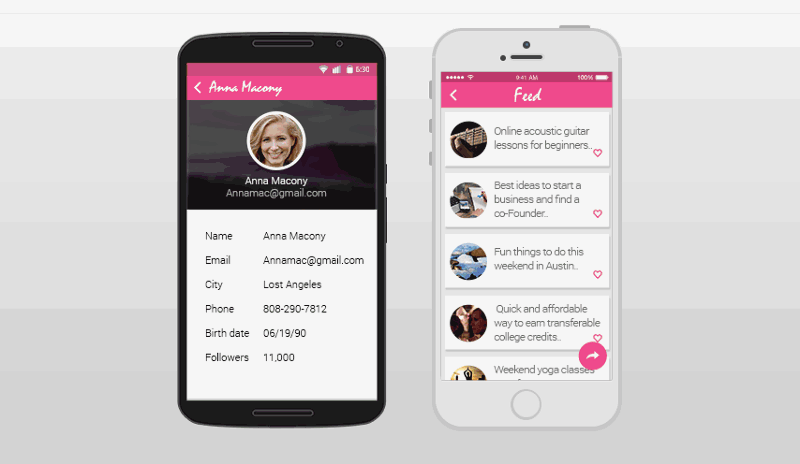 6:30
Anna Macony
Anna Macony
Annamac@gmail.com
Name Anna Macony
Email Annamac@gmail.com
City Lost Angeles
Phone 808-290-7812
Birth date 06/19/90
Followers 11,000
9:41 AM 100%
Feed
Online acoustic guitar
lessons for beginners..
Best ideas to start a
business and find a
co-Founder..
Fun things to do this
weekend in Austin..
Quick and affordable
way to earn transferable
college credits..
Weekend yoga classes